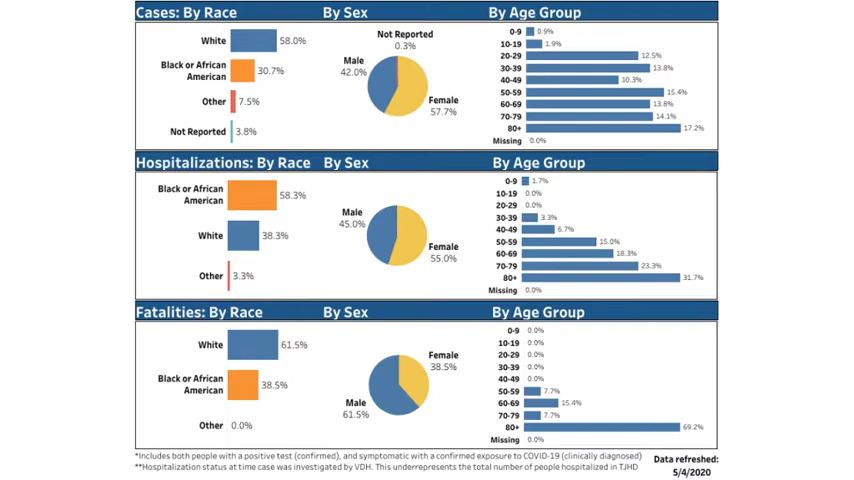 Cases: By Race By Sex By Age Group
White 58.0%
Black or African American 30.7%
Other 7.5%
Not Reported 3.8%
Not Reported 0.3%
Male 42.0%
Female 57.7%
0-9 0.9%
10-19 1.9%
20-29 12.5%
30-39 13.8%
40-49 10.3%
50-59 15.4%
60-69 13.8%
70-79 14.1%
80+ 17.2%
Missing 0.0%
Hospitalizations: By Race By Sex By Age Group
Black or African American 58.3%
White 38.3%
Other 3.3%
Male 45.0%
Female 55.0%
0-9 1.7%
10-19 0.0%
20-29 0.0%
30-39 3.3%
40-49 6.7%
50-59 15.0%
60-69 18.3%
70-79 23.3%
80+ 31.7%
Missing 0.0%
Fatalities: By Race By Sex By Age Group
White 61.5%
Black or African American 38.5%
Other 0.0%
Female 38.5%
Male 61.5%
0-9 0.0%
10-19 0.0%
20-29 0.0%
30-39 0.0%
40-49 0.0%
50-59 7.7%
60-69 15.4%
70-79 7.7%
80+ 69.2%
Missing 0.0%
*Includes both people with a positive test (confirmed), and symptomatic with a confirmed exposure to COVID-19 (clinically diagnosed)
**Hospitalization status at time case was investigated by VDH. This underrepresents the total number of people hospitalized in TJHD
Data refreshed:
5/4/2020